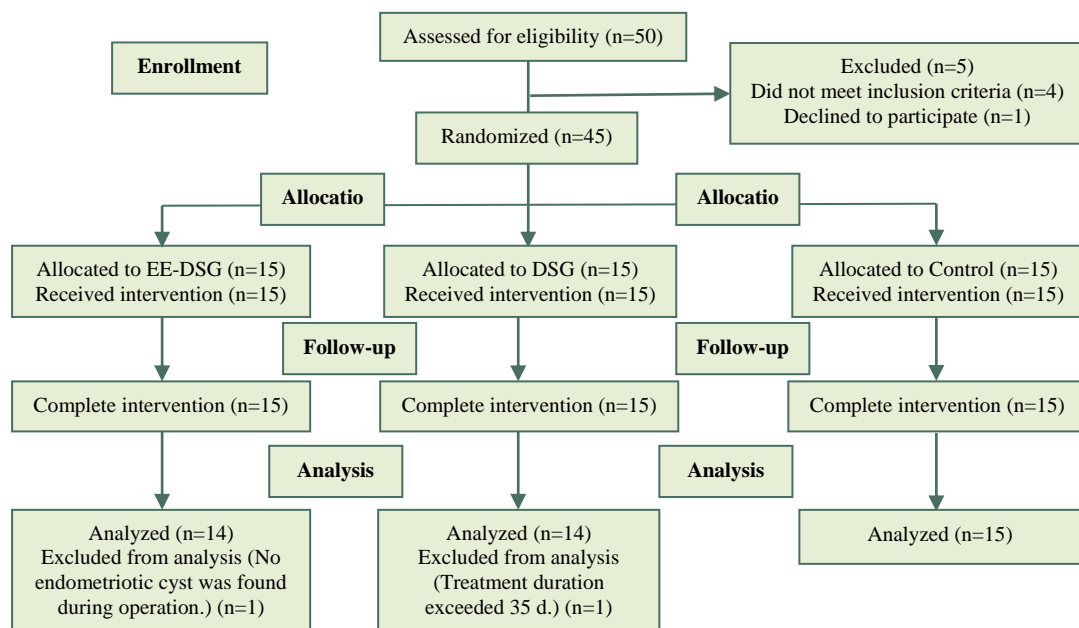 Assessed for eligibility (n=50)
Enrollment
Excluded (n=5)
Did not meet inclusion criteria (n=4)
Declined to participate (n=1)
Randomized (n=45)
Allocatio
Allocatio
Allocated to EE-DSG (n=15)
Received intervention (n=15)
Allocated to DSG (n=15)
Received intervention (n=15)
Allocated to Control (n=15)
Received intervention (n=15)
Follow-up
Follow-up
Complete intervention (n=15)
Complete intervention (n=15)
Complete intervention (n=15)
Analysis
Analysis
Analyzed (n=14)
Excluded from analysis (No
endometriotic cyst was found
during operation.) (n=1)
Analyzed (n=14)
Excluded from analysis
(Treatment duration
exceeded 35 d.) (n=1)
Analyzed (n=15)